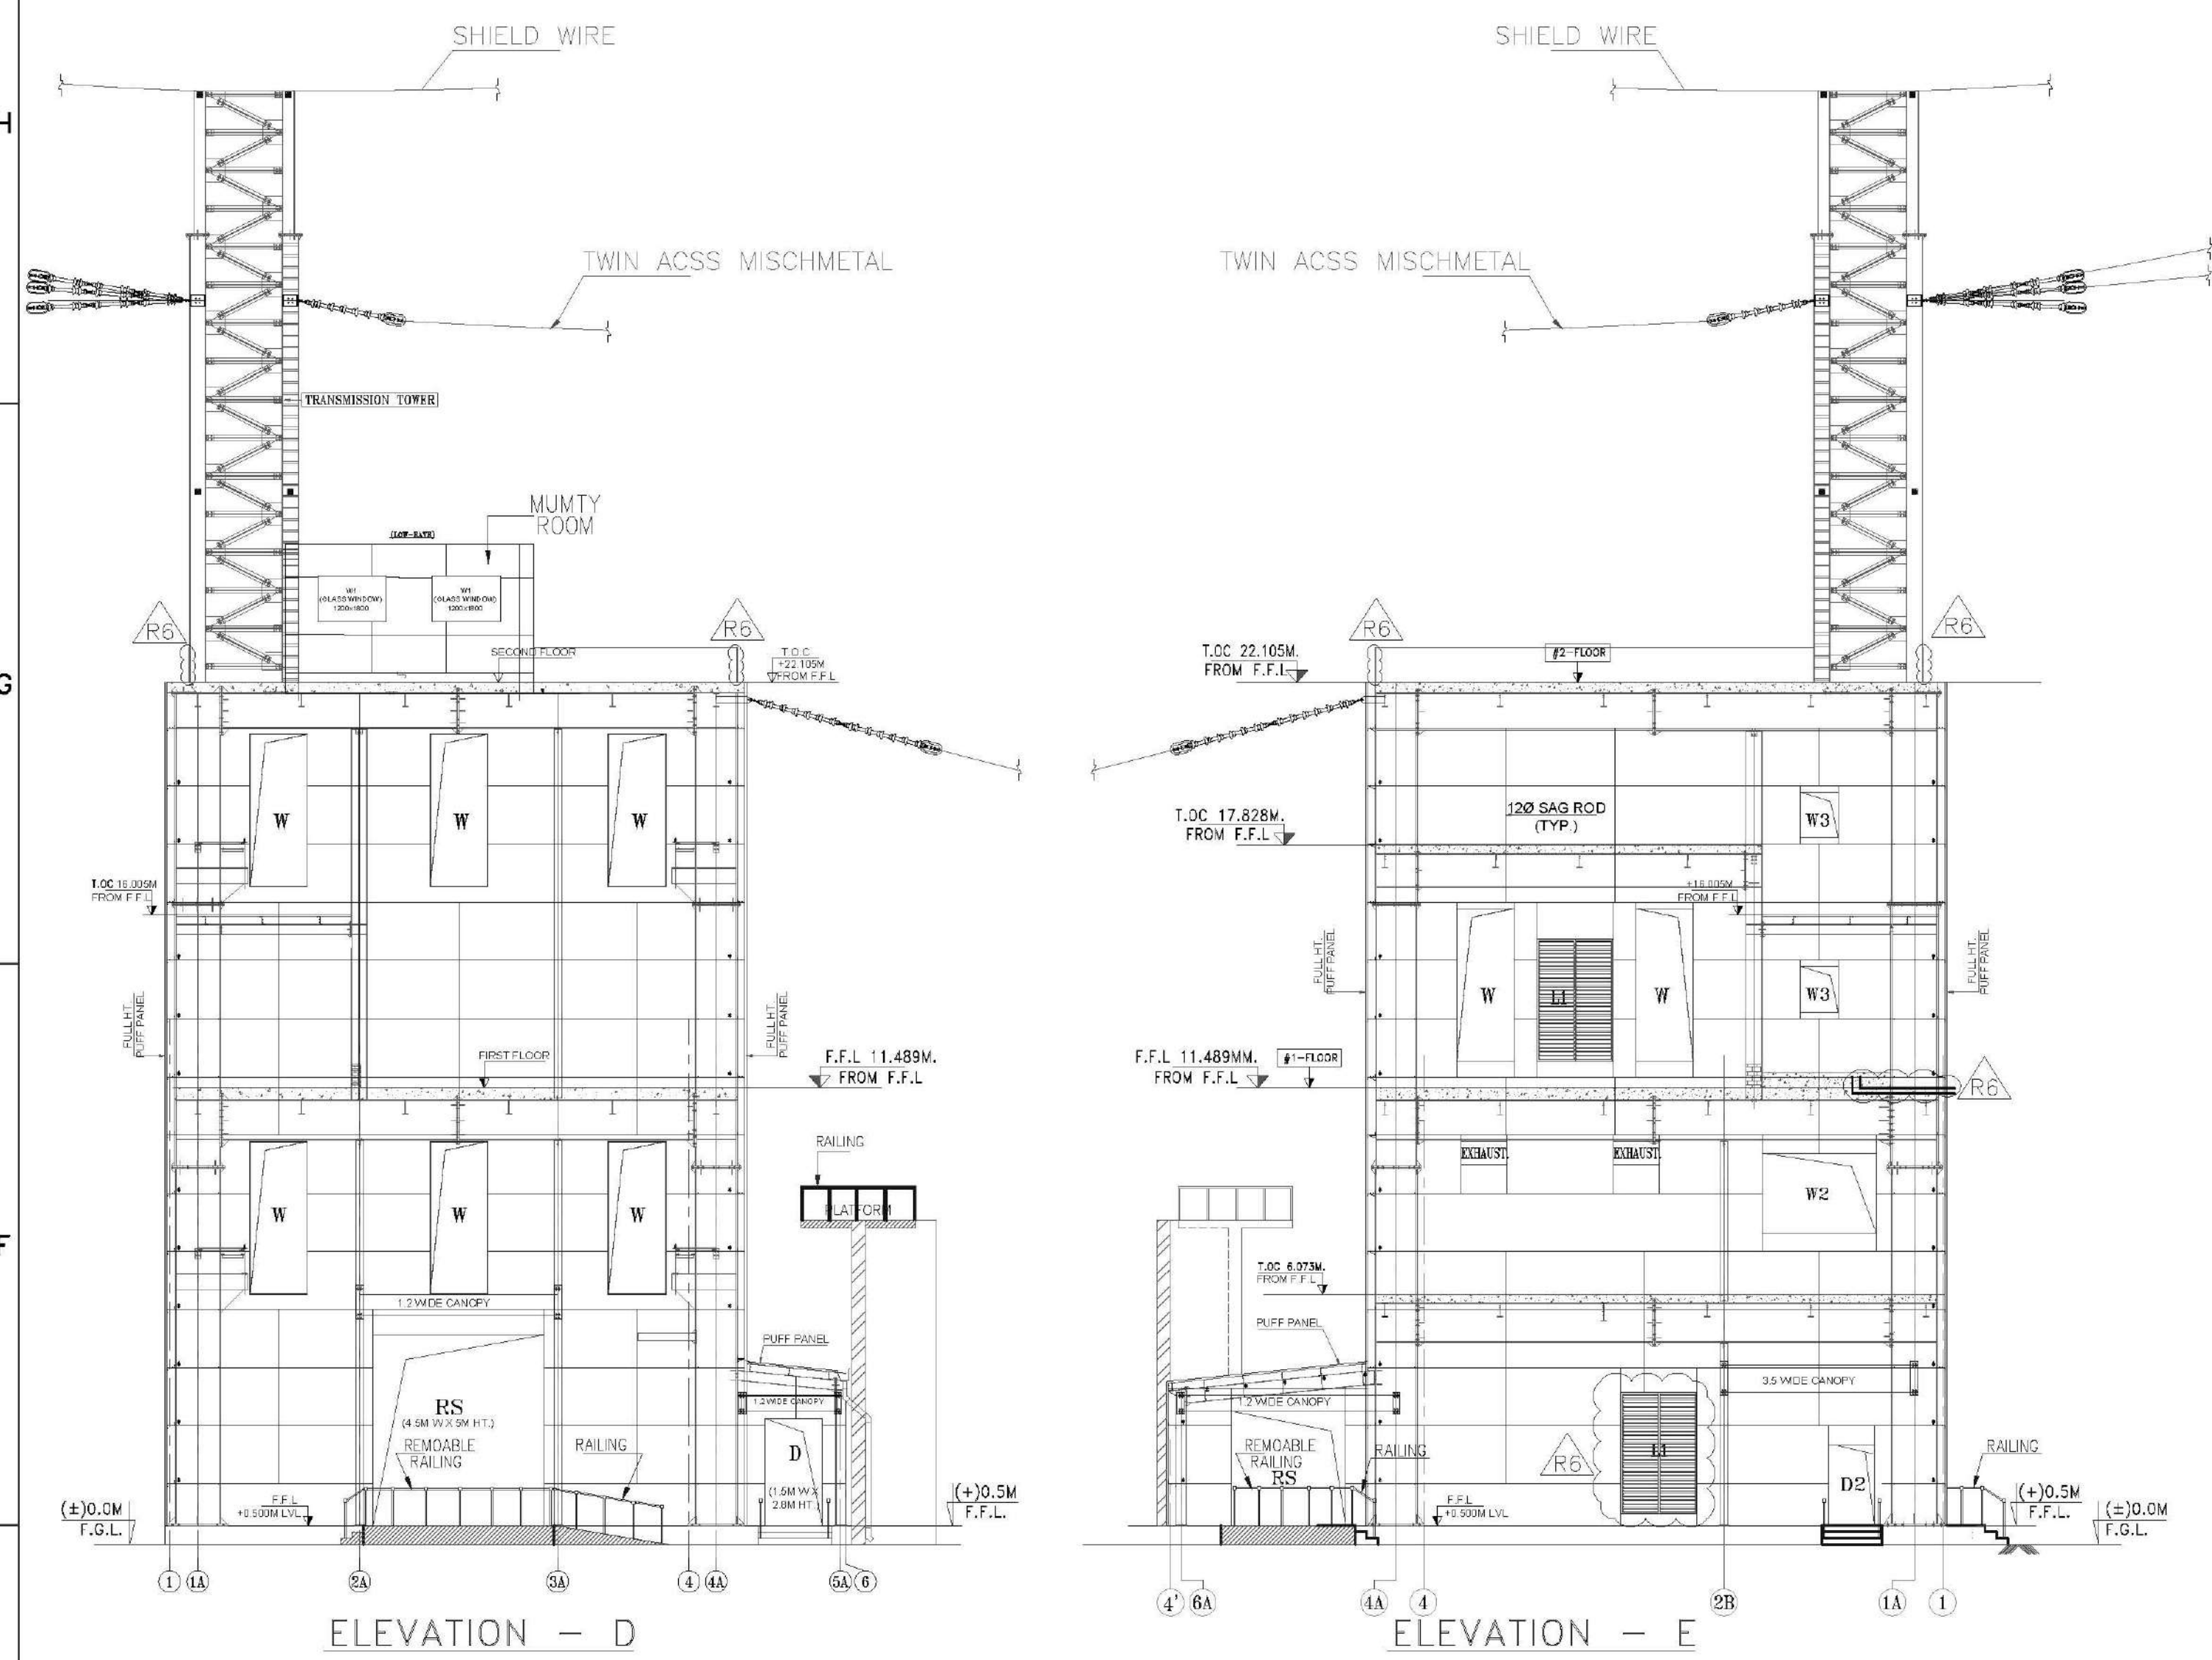 H
G
F
SHIELD WIRE
TWIN ACSS MISCHMETAL
TRANSMISSION TOWER
MUMTY
ROOM
W1
(GLASS WINDOW)
1200x1800
W1
(GLASS WINDOW)
1200x1800
R6
R6
SECOND FLOOR
T.O.C
+22.105M
FROM F.F.L
W
W
W
T.OC 16.005M
FROM F.F.L
FULL HT.
PUFF PANEL
FULL HT.
PUFF PANEL
FIRST FLOOR
F.F.L 11.489M.
FROM F.F.L
W
W
W
RAILING
PLATFORM
1.2 WIDE CANOPY
PUFF PANEL
1.2 WIDE CANOPY
RS
(4.5M W X 5M HT.)
REMOABLE
RAILING
RAILING
D
(1.5M W X
2.8M HT.)
(±)0.0M
F.G.L.
F.F.L
+0.500M LVL
(+)0.5M
F.F.L.
1
1A
2A
3A
4
4A
5A
6
ELEVATION - D
SHIELD WIRE
TWIN ACSS MISCHMETAL
R6
R6
T.OC 22.105M.
FROM F.F.L
#2-FLOOR
T.OC 17.828M.
FROM F.F.L
12Ø SAG ROD
(TYP.)
W3
+16.005M
FROM F.F.L
FULL HT.
PUFF PANEL
W
L1
W
W3
FULL HT.
PUFF PANEL
F.F.L 11.489MM.
FROM F.F.L
#1-FLOOR
R6
EXHAUST.
EXHAUST.
W2
T.OC 6.073M.
FROM F.F.L
PUFF PANEL
1.2 WIDE CANOPY
3.5 WIDE CANOPY
REMOABLE
RAILING
RS
RAILING
R6
L1
D2
RAILING
F.F.L
+0.500M LVL
(+)0.5M
F.F.L.
(±)0.0M
F.G.L.
4'
6A
4A
4
2B
1A
1
ELEVATION - E